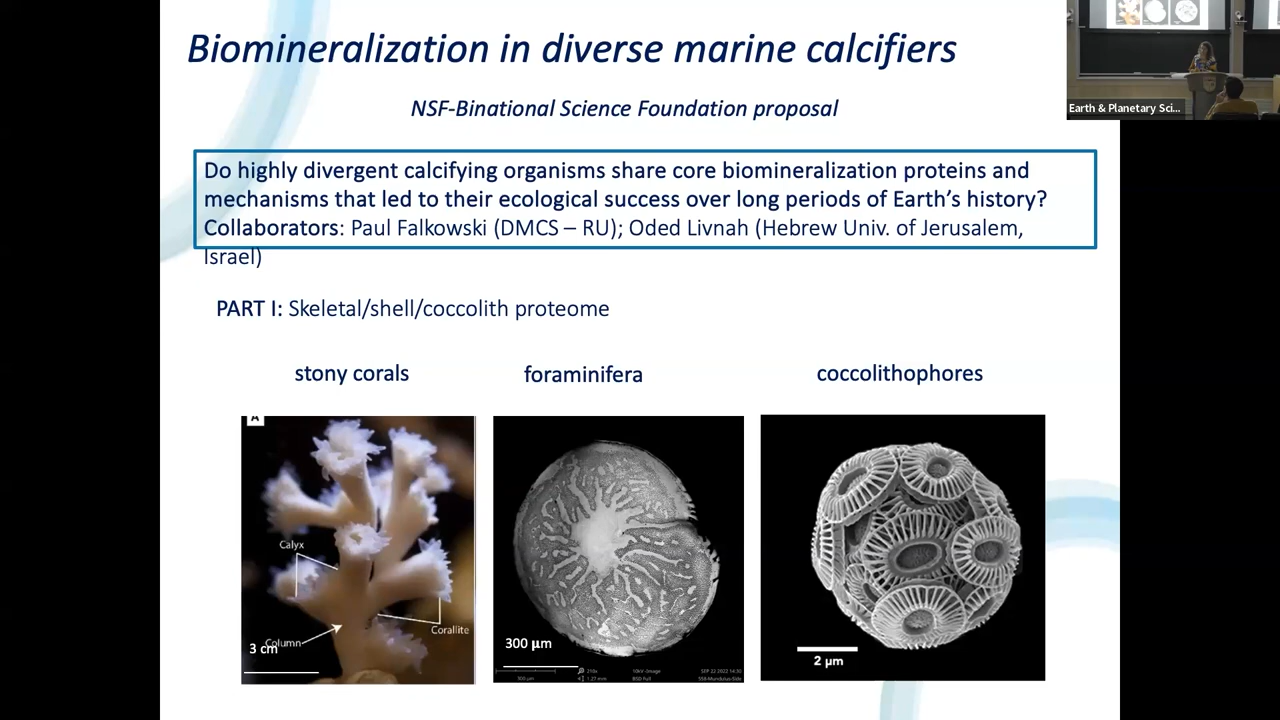 Biomineralization in diverse marine calcifiers
Earth & Planetary Sci...
NSF-Binational Science Foundation proposal
Do highly divergent calcifying organisms share core biomineralization proteins and
mechanisms that led to their ecological success over long periods of Earth's history?
Collaborators: Paul Falkowski (DMCS – RU); Oded Livnah (Hebrew Univ. of Jerusalem,
Israel)
PART I: Skeletal/shell/coccolith proteome
stony corals
foraminifera
coccolithophores
A
Calyx
Corallite
Column
3 cm
300 µm
2 µm